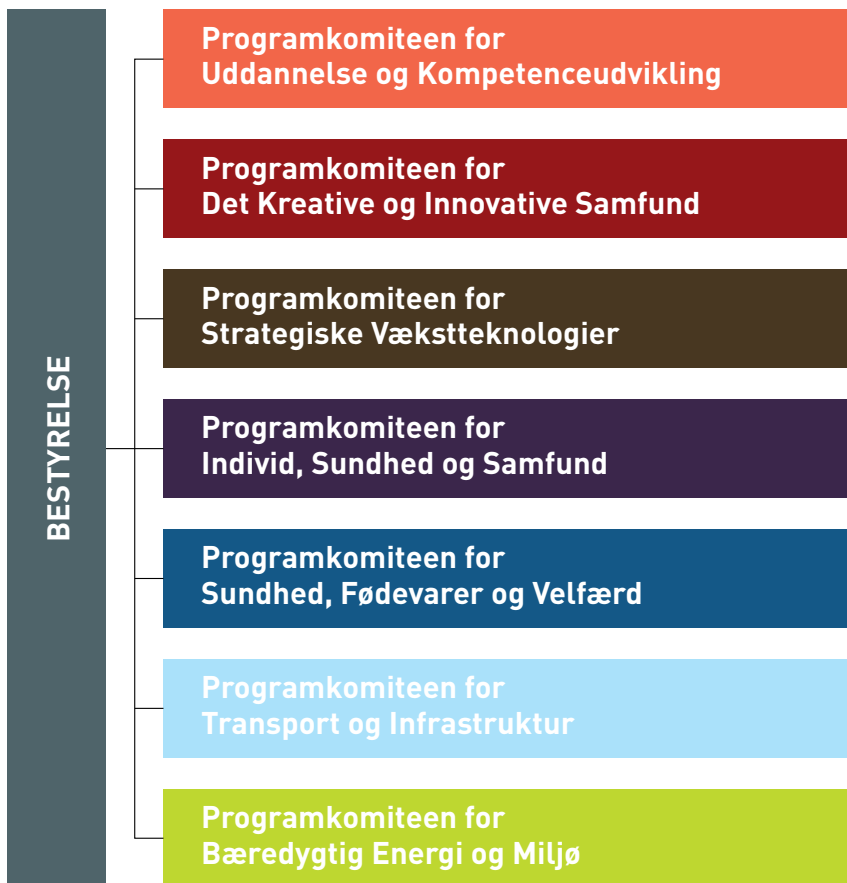 BESTYRELSE
Programkomiteen for
Uddannelse og Kompetenceudvikling
Programkomiteen for
Det Kreative og Innovative Samfund
Programkomiteen for
Strategiske Vækstteknologier
Programkomiteen for
Individ, Sundhed og Samfund
Programkomiteen for
Sundhed, Fødevarer og Velfærd
Programkomiteen for
Transport og Infrastruktur
Programkomiteen for
Bæredygtig Energi og Miljø